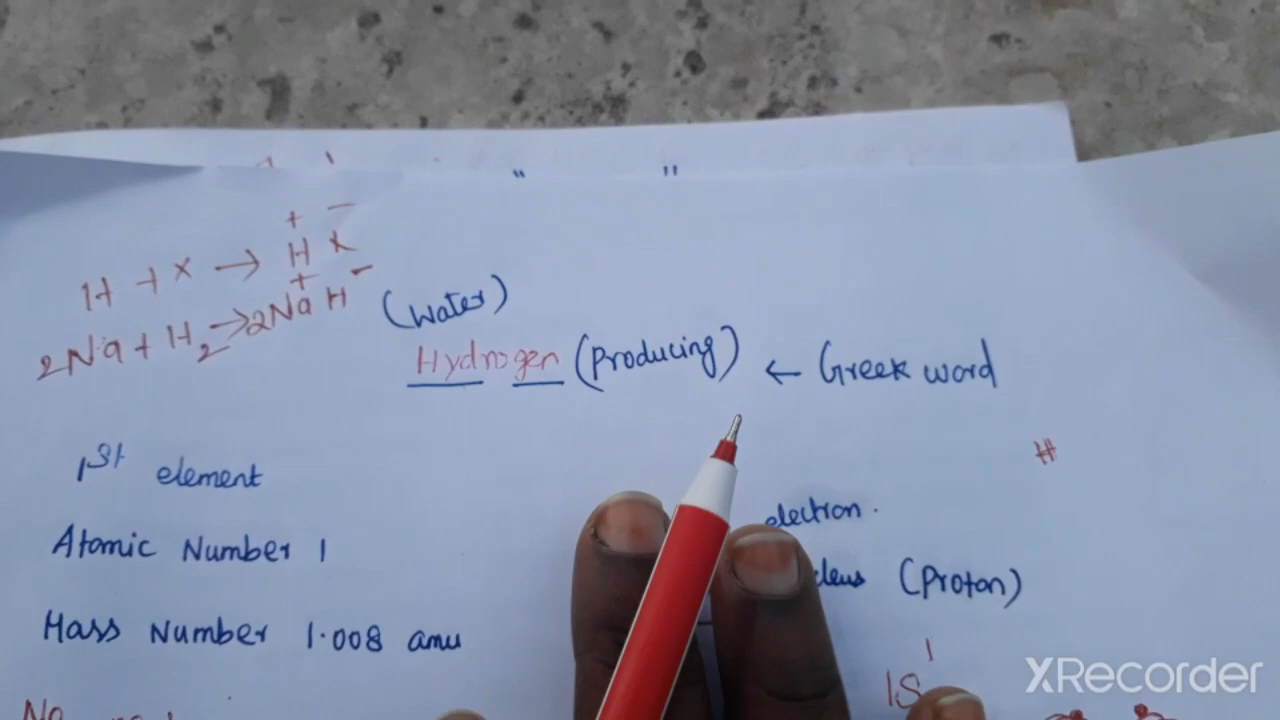 H + X → H⁺ X⁻
2Na + H₂ → 2Na⁺ H⁻
(Water)
Hydrogen (Producing) ← Greek word
H
1st element
electron.
Atomic Number 1
cleus (Proton)
Mass Number 1.008 amu
1S¹
XRecorder